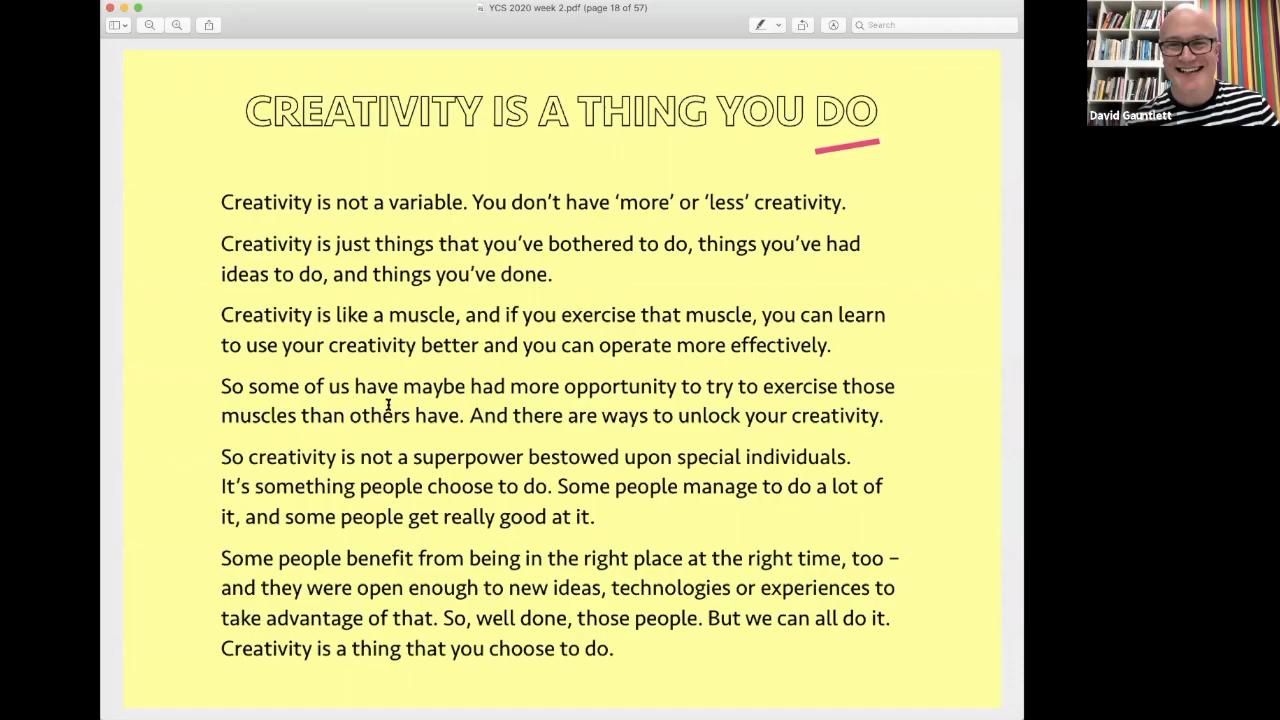 YCS 2020 week 2.pdf (page 18 of 57)
Search
David Gauntlett
CREATIVITY IS A THING YOU DO
Creativity is not a variable. You don’t have ‘more’ or ‘less’ creativity.
Creativity is just things that you’ve bothered to do, things you’ve had
ideas to do, and things you’ve done.
Creativity is like a muscle, and if you exercise that muscle, you can learn
to use your creativity better and you can operate more effectively.
So some of us have maybe had more opportunity to try to exercise those
muscles than others have. And there are ways to unlock your creativity.
So creativity is not a superpower bestowed upon special individuals.
It’s something people choose to do. Some people manage to do a lot of
it, and some people get really good at it.
Some people benefit from being in the right place at the right time, too –
and they were open enough to new ideas, technologies or experiences to
take advantage of that. So, well done, those people. But we can all do it.
Creativity is a thing that you choose to do.